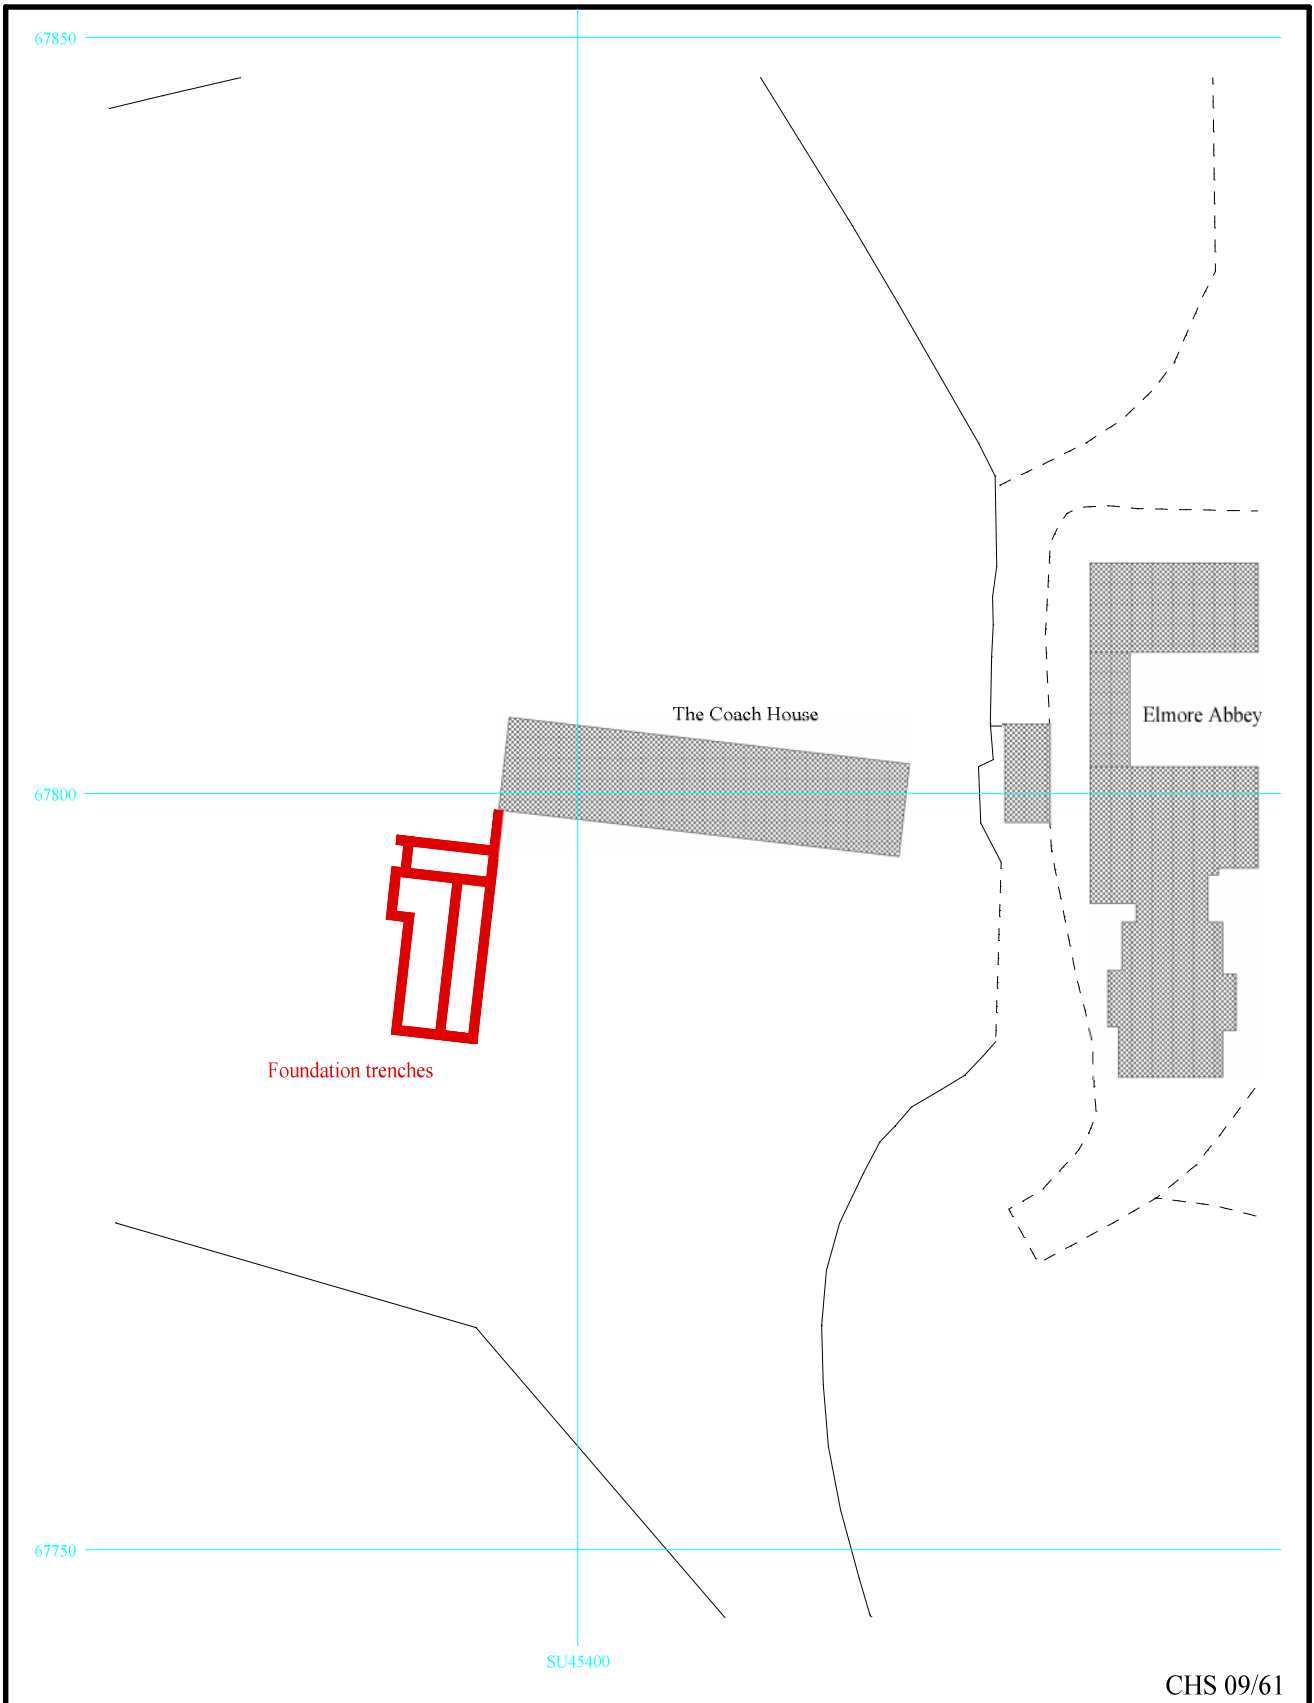 67850
The Coach House
Elmore Abbey
67800
Foundation trenches
67750
SU45400
CHS 09/61